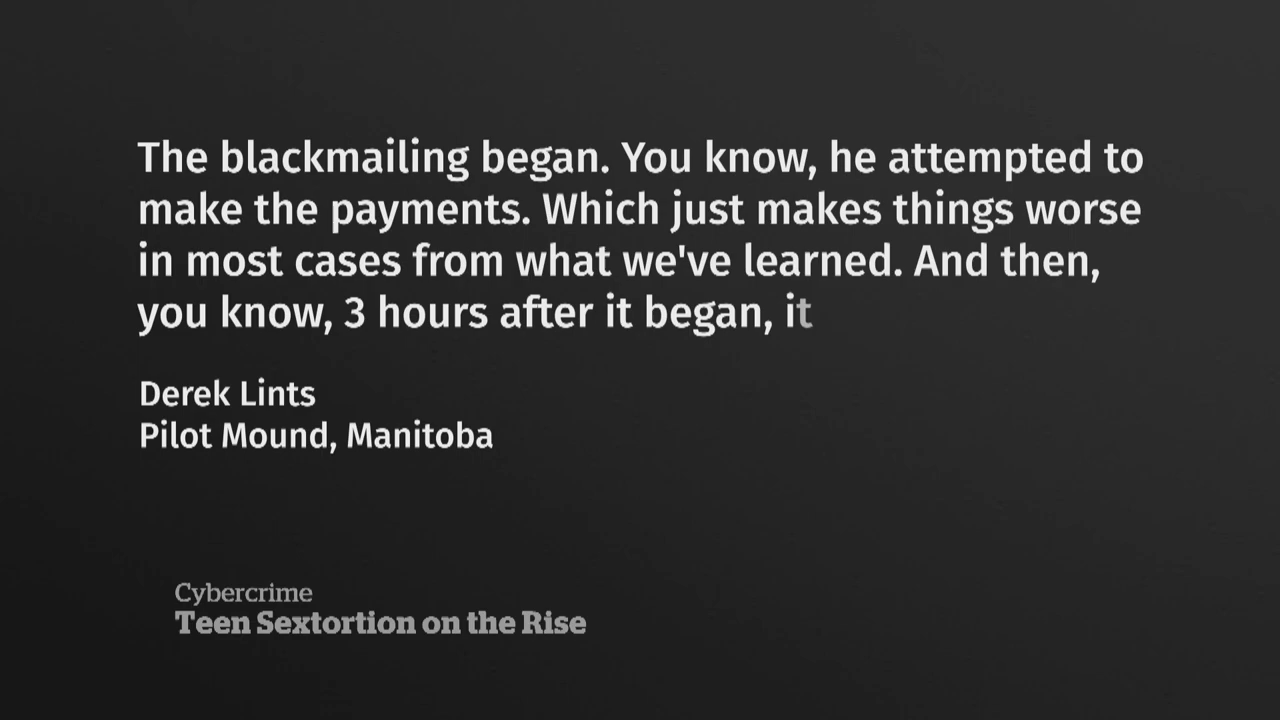 The blackmailing began. You know, he attempted to
make the payments. Which just makes things worse
in most cases from what we've learned. And then,
you know, 3 hours after it began, it
Derek Lints
Pilot Mound, Manitoba
Cybercrime
Teen Sextortion on the Rise